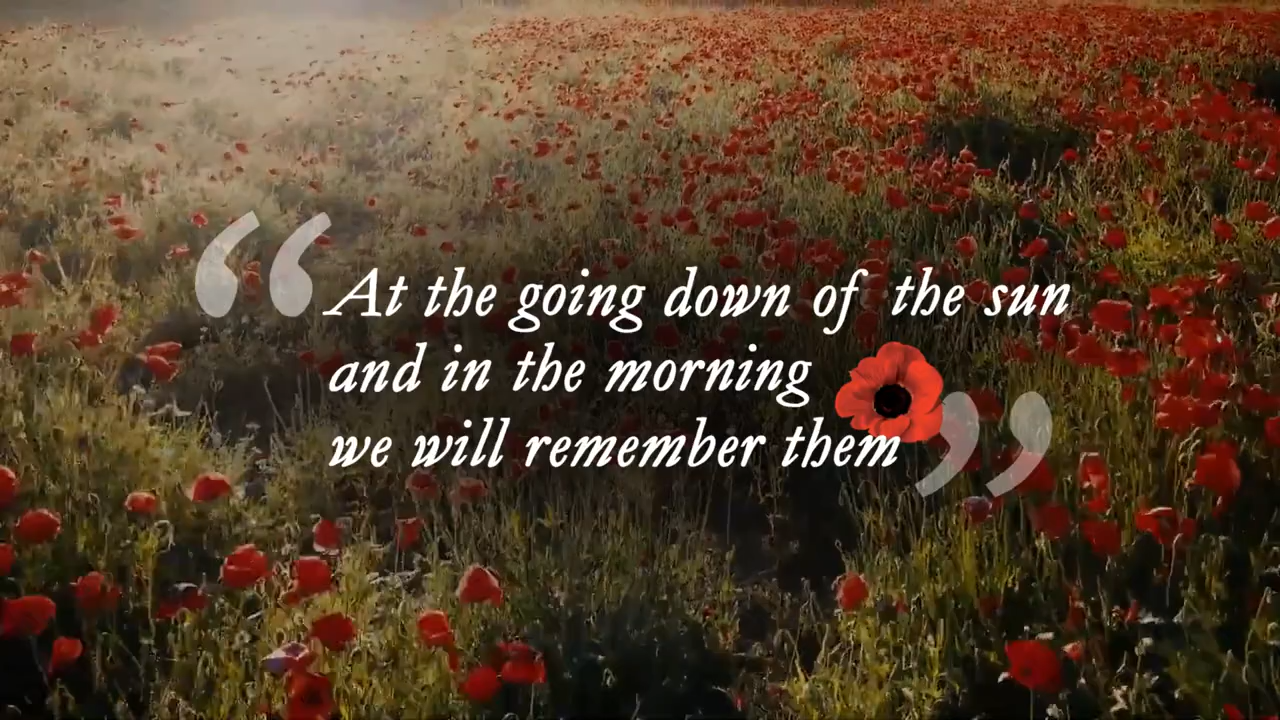 “At the going down of the sun
and in the morning
we will remember them”